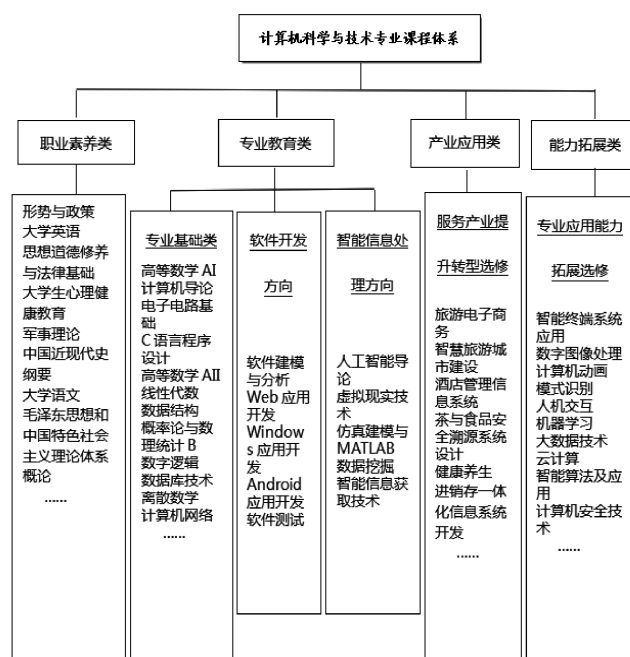 计算机科学与技术专业课程体系
职业素养类
专业教育类
产业应用类
能力拓展类
形势与政策
大学英语
思想道德修养
与法律基础
大学生心理健
康教育
军事理论
中国近现代史
纲要
大学语文
毛泽东思想和
中国特色社会
主义理论体系
概论
……
专业基础类
高等数学 AI
计算机导论
电子电路基
础
C 语言程序
设计
高等数学 AII
线性代数
数据结构
概率论与数
理统计 B
数字逻辑
数据库技术
离散数学
计算机网络
……
软件开发
方向
软件建模
与分析
Web 应用
开发
Window
s 应用开
发
Android
应用开发
软件测试
智能信息处
理方向
人工智能导
论
虚拟现实技
术
仿真建模与
MATLAB
数据挖掘
智能信息获
取技术
服务产业提
升转型选修
旅游电子商
务
智慧旅游城
市建设
酒店管理信
息系统
茶与食品安
全溯源系统
设计
健康养生
进销存一体
化信息系统
开发
……
专业应用能力
拓展选修
智能终端系统
应用
数字图像处理
计算机动画
模式识别
人机交互
机器学习
大数据技术
云计算
智能算法及应
用
计算机安全技
术
……